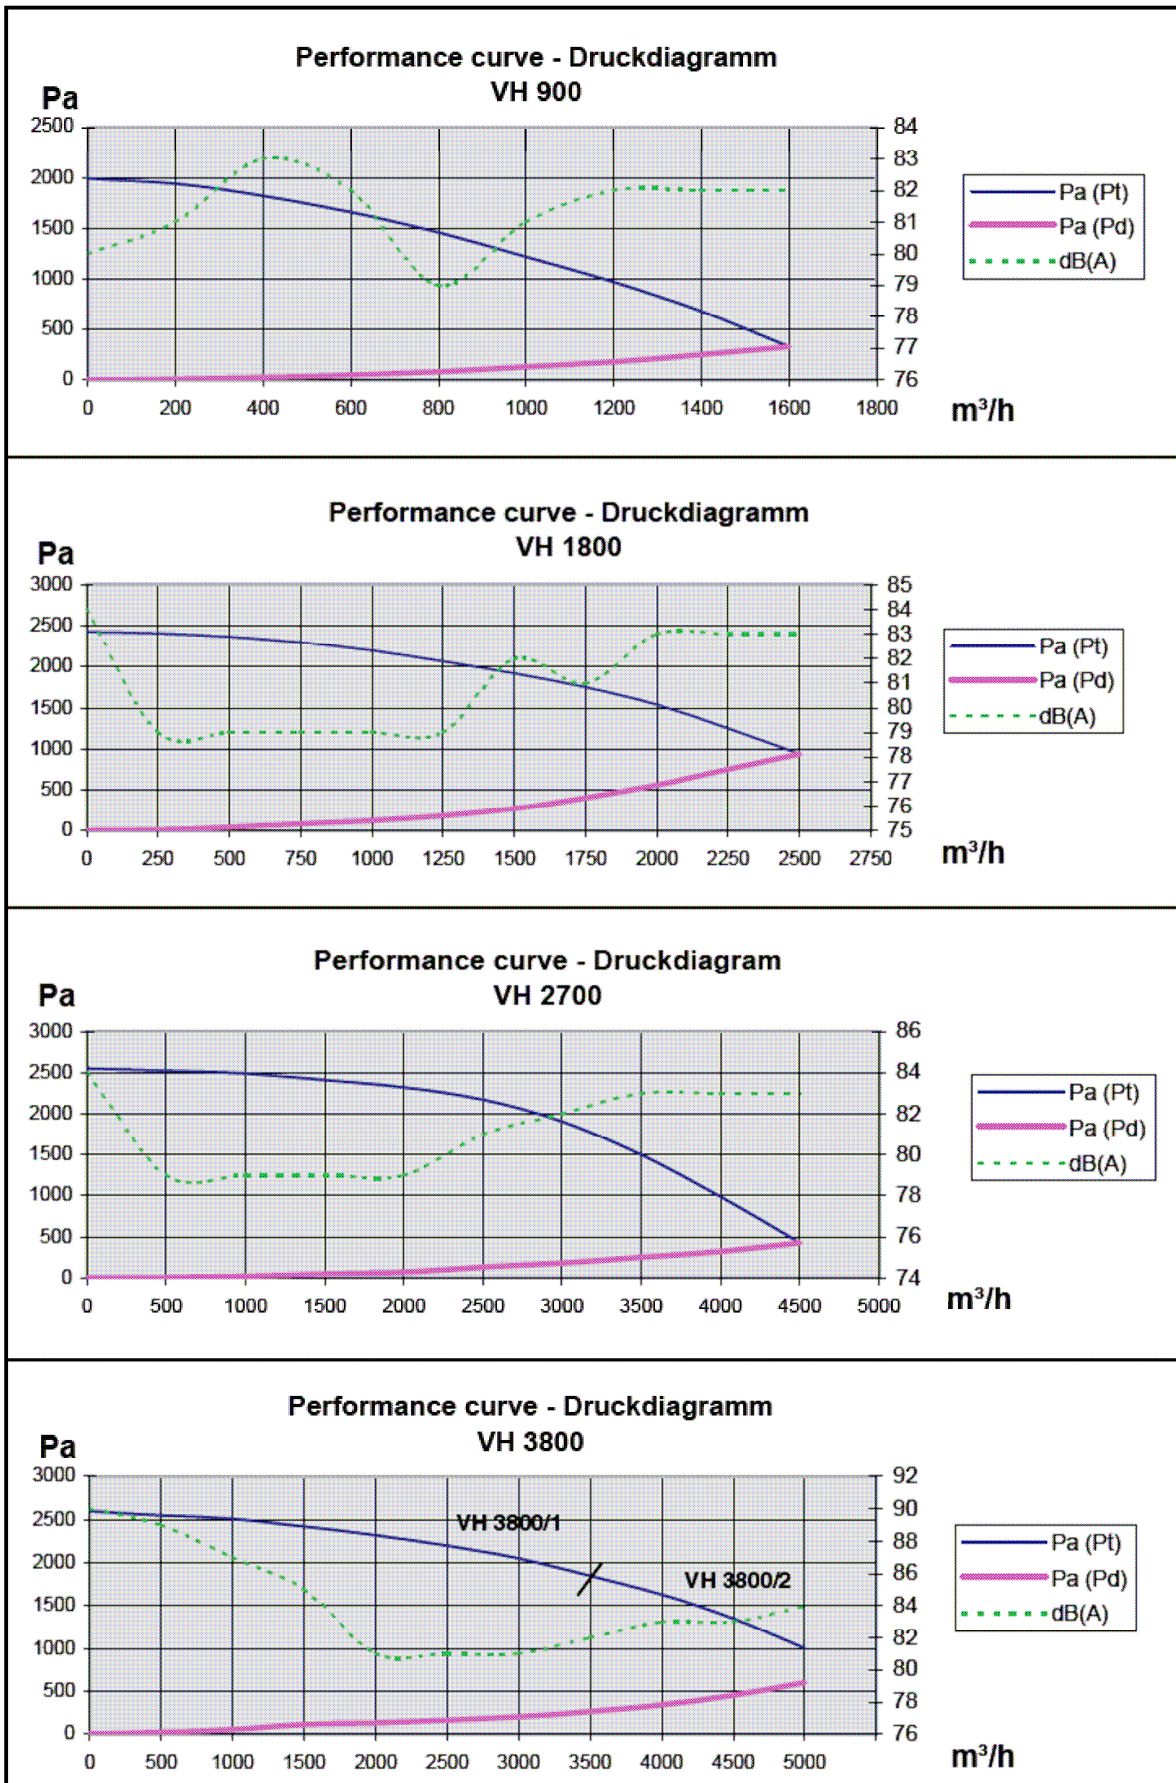 Performance curve - Druckdiagramm
VH 900
Pa
2500
2000
1500
1000
500
0
84
83
82
81
80
79
78
77
76
0 200 400 600 800 1000 1200 1400 1600 1800
m³/h
Pa (Pt)
Pa (Pd)
dB(A)
Performance curve - Druckdiagramm
VH 1800
Pa
3000
2500
2000
1500
1000
500
0
85
84
83
82
81
80
79
78
77
76
75
0 250 500 750 1000 1250 1500 1750 2000 2250 2500 2750
m³/h
Pa (Pt)
Pa (Pd)
dB(A)
Performance curve - Druckdiagram
VH 2700
Pa
3000
2500
2000
1500
1000
500
0
86
84
82
80
78
76
74
0 500 1000 1500 2000 2500 3000 3500 4000 4500 5000
m³/h
Pa (Pt)
Pa (Pd)
dB(A)
Performance curve - Druckdiagramm
VH 3800
Pa
3000
2500
2000
1500
1000
500
0
VH 3800/1
VH 3800/2
92
90
88
86
84
82
80
78
76
0 500 1000 1500 2000 2500 3000 3500 4000 4500 5000
m³/h
Pa (Pt)
Pa (Pd)
dB(A)